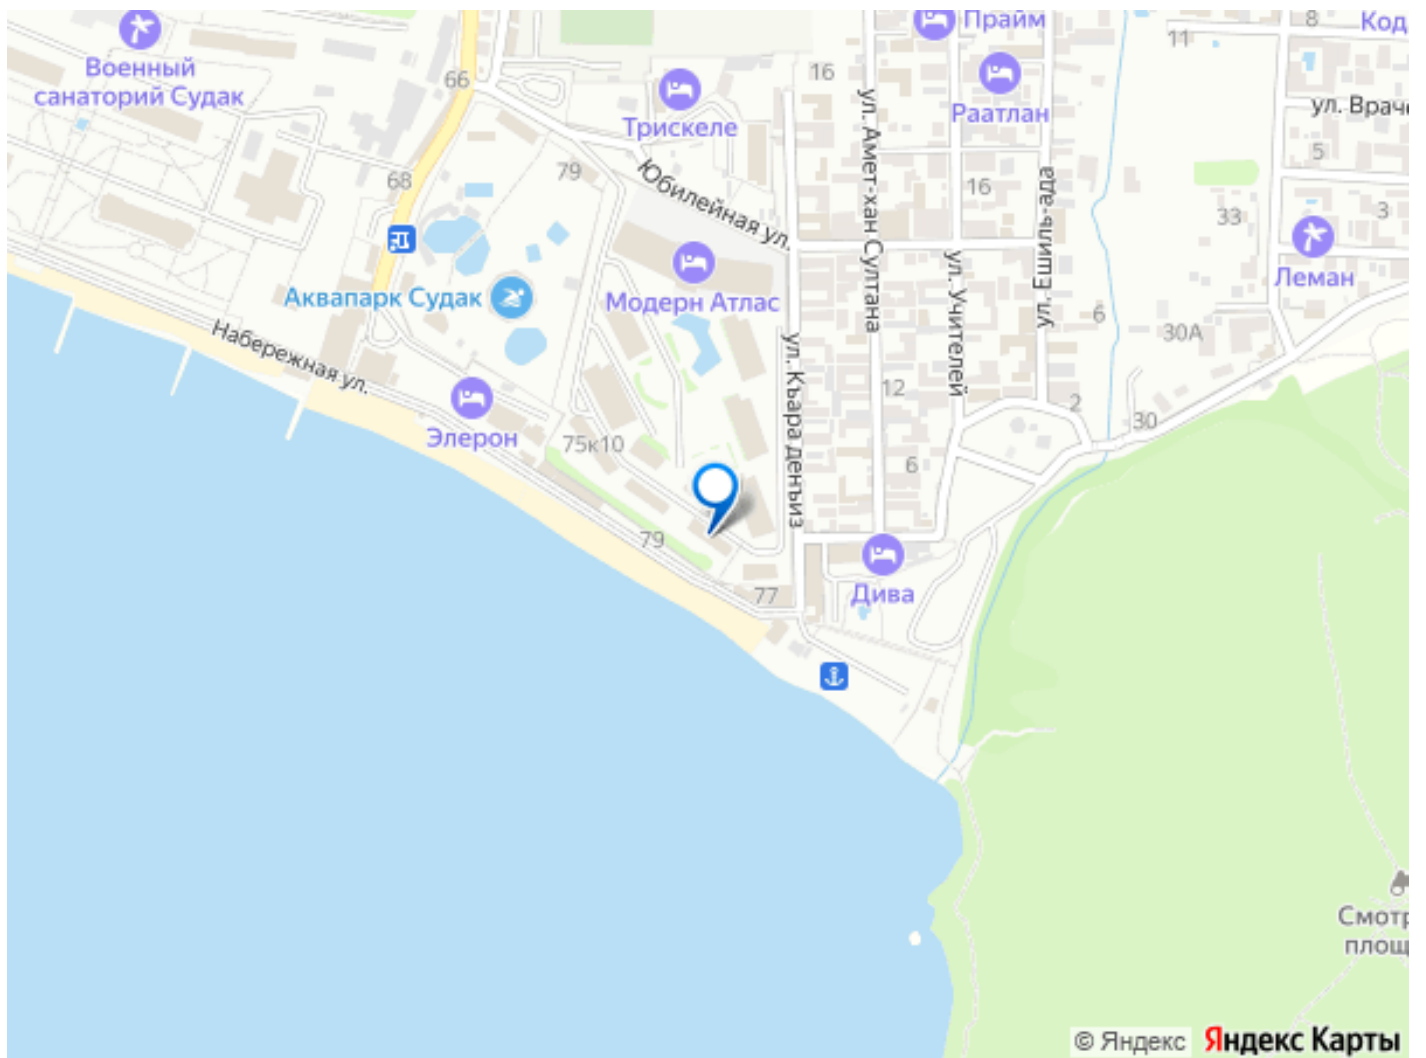 Прайм
8
Код
11
Военный
санаторий Судак
66
16
Трискеле
Раатлан
ул. Враче
5
68
79
Юбилейная ул.
ул. Амет-хан Султана
16
ул. Ешиль-ада
33
3
Аквапарк Судак
Модерн Атлас
ул. Учителей
Леман
6
30А
Набережная ул.
ул. Къара денъиз
12
2
30
Элерон
75к10
6
79
77
Дива
Смотр
площ
© Яндекс Яндекс Карты